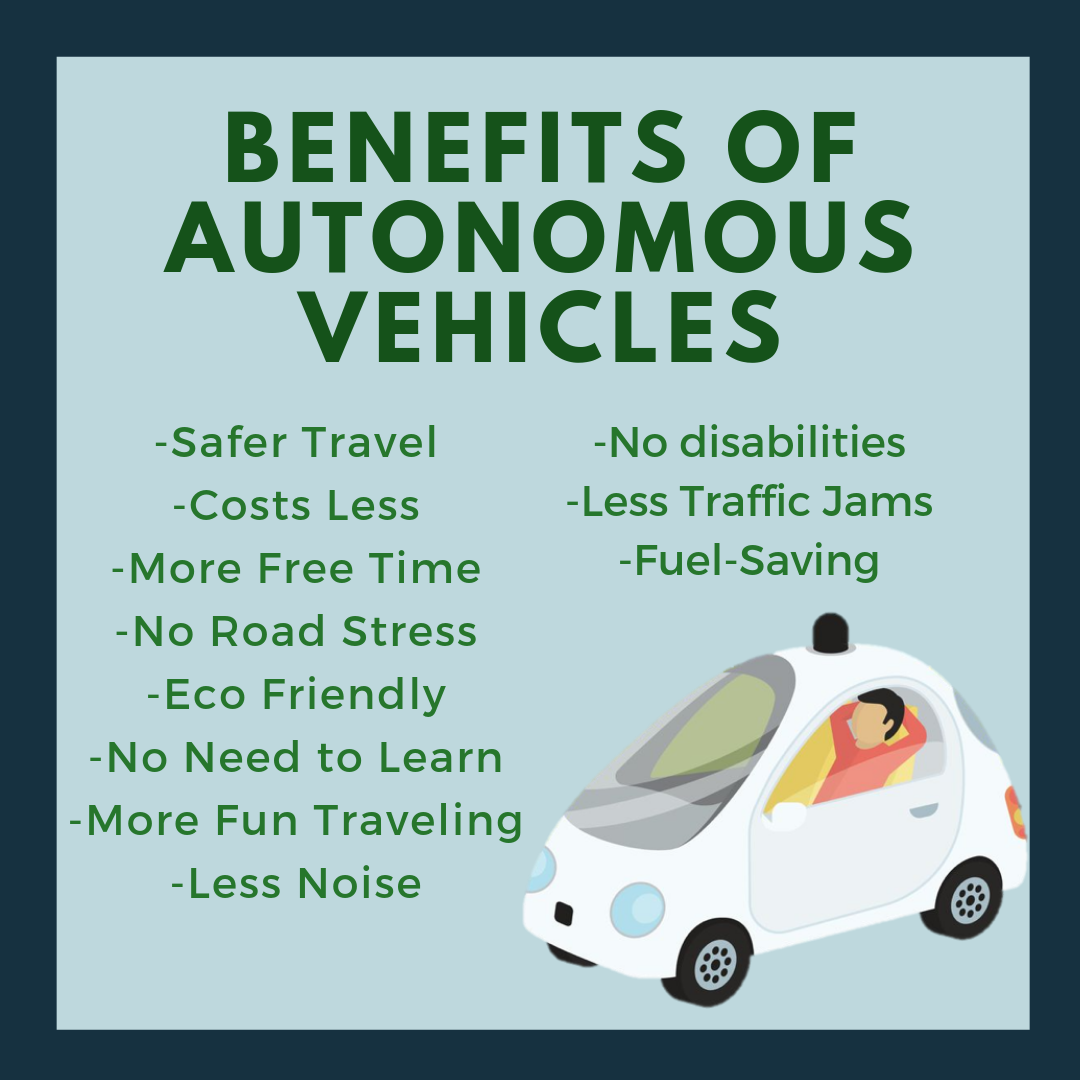 BENEFITS OF
AUTONOMOUS
VEHICLES
-Safer Travel
-Costs Less
-More Free Time
-No Road Stress
-Eco Friendly
-No Need to Learn
-More Fun Traveling
-Less Noise
-No disabilities
-Less Traffic Jams
-Fuel-Saving